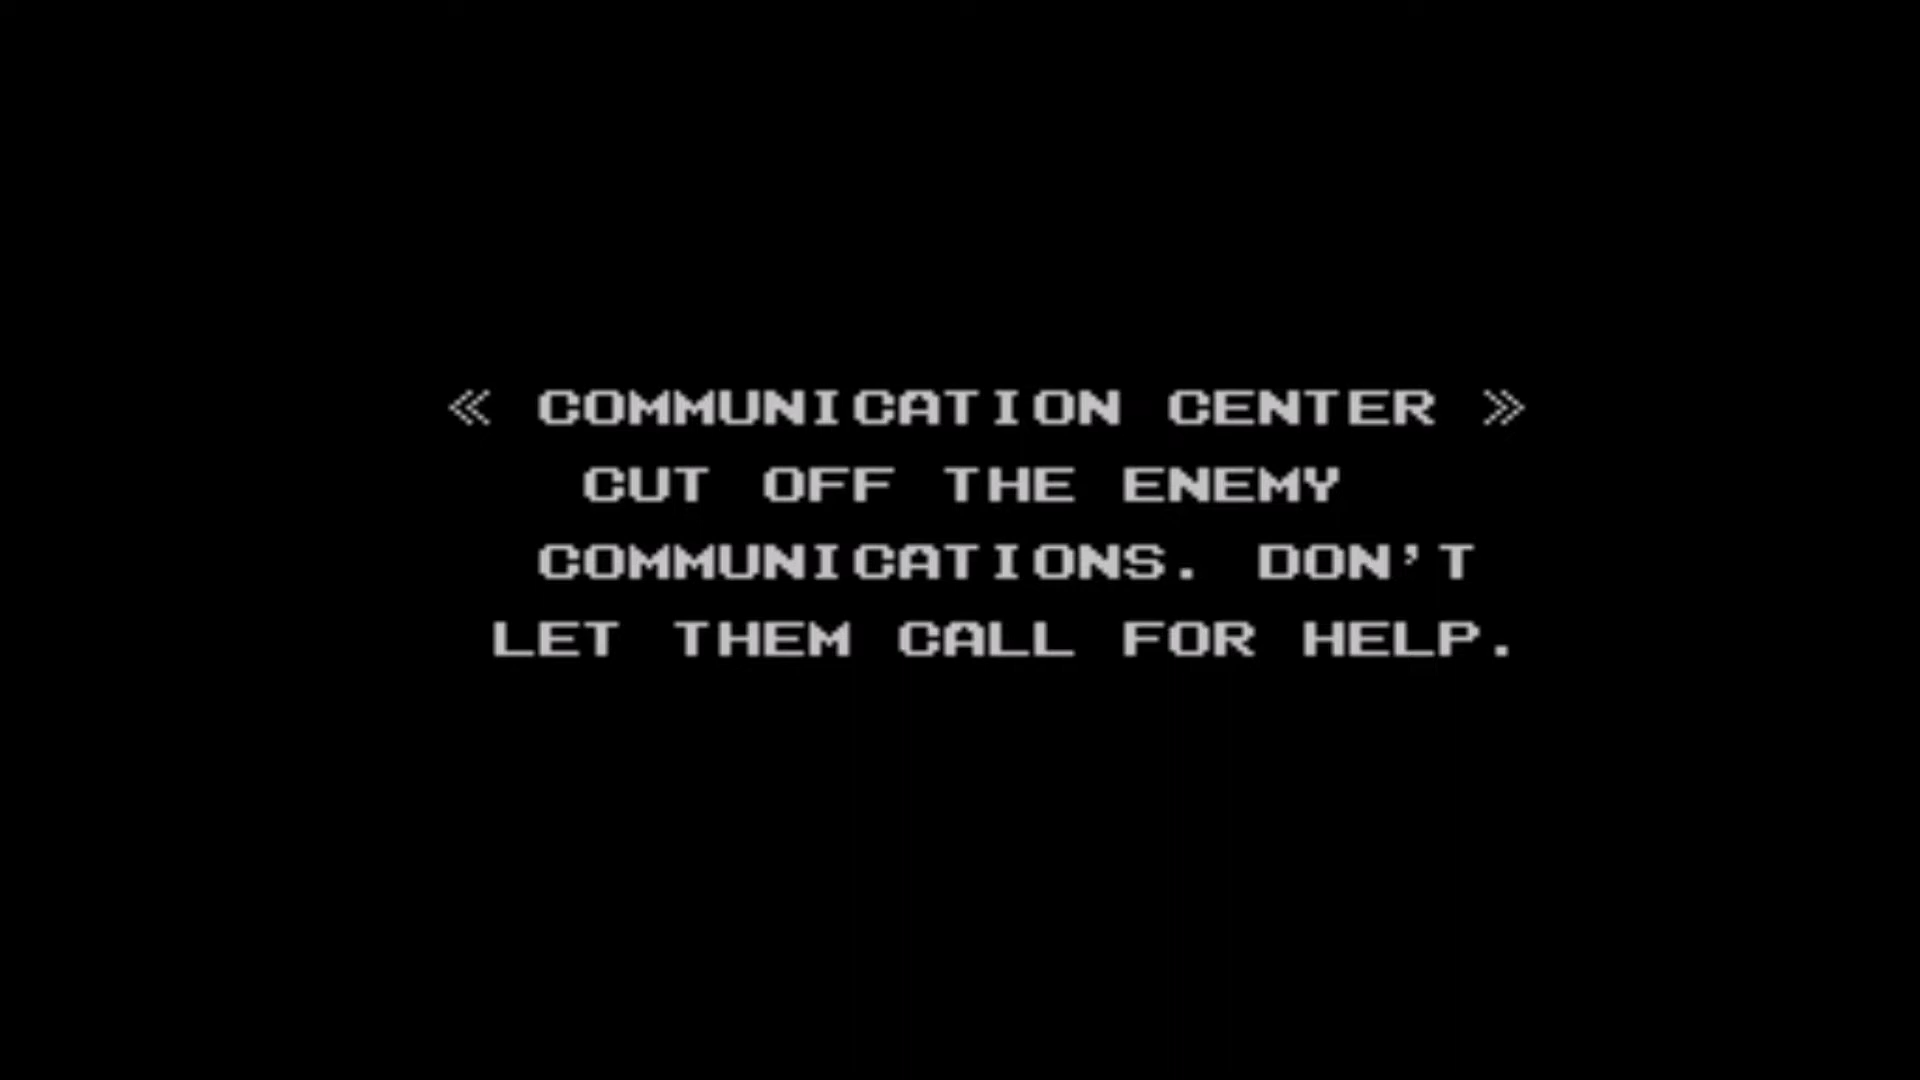 « COMMUNICATION CENTER »
CUT OFF THE ENEMY
COMMUNICATIONS. DON'T
LET THEM CALL FOR HELP.